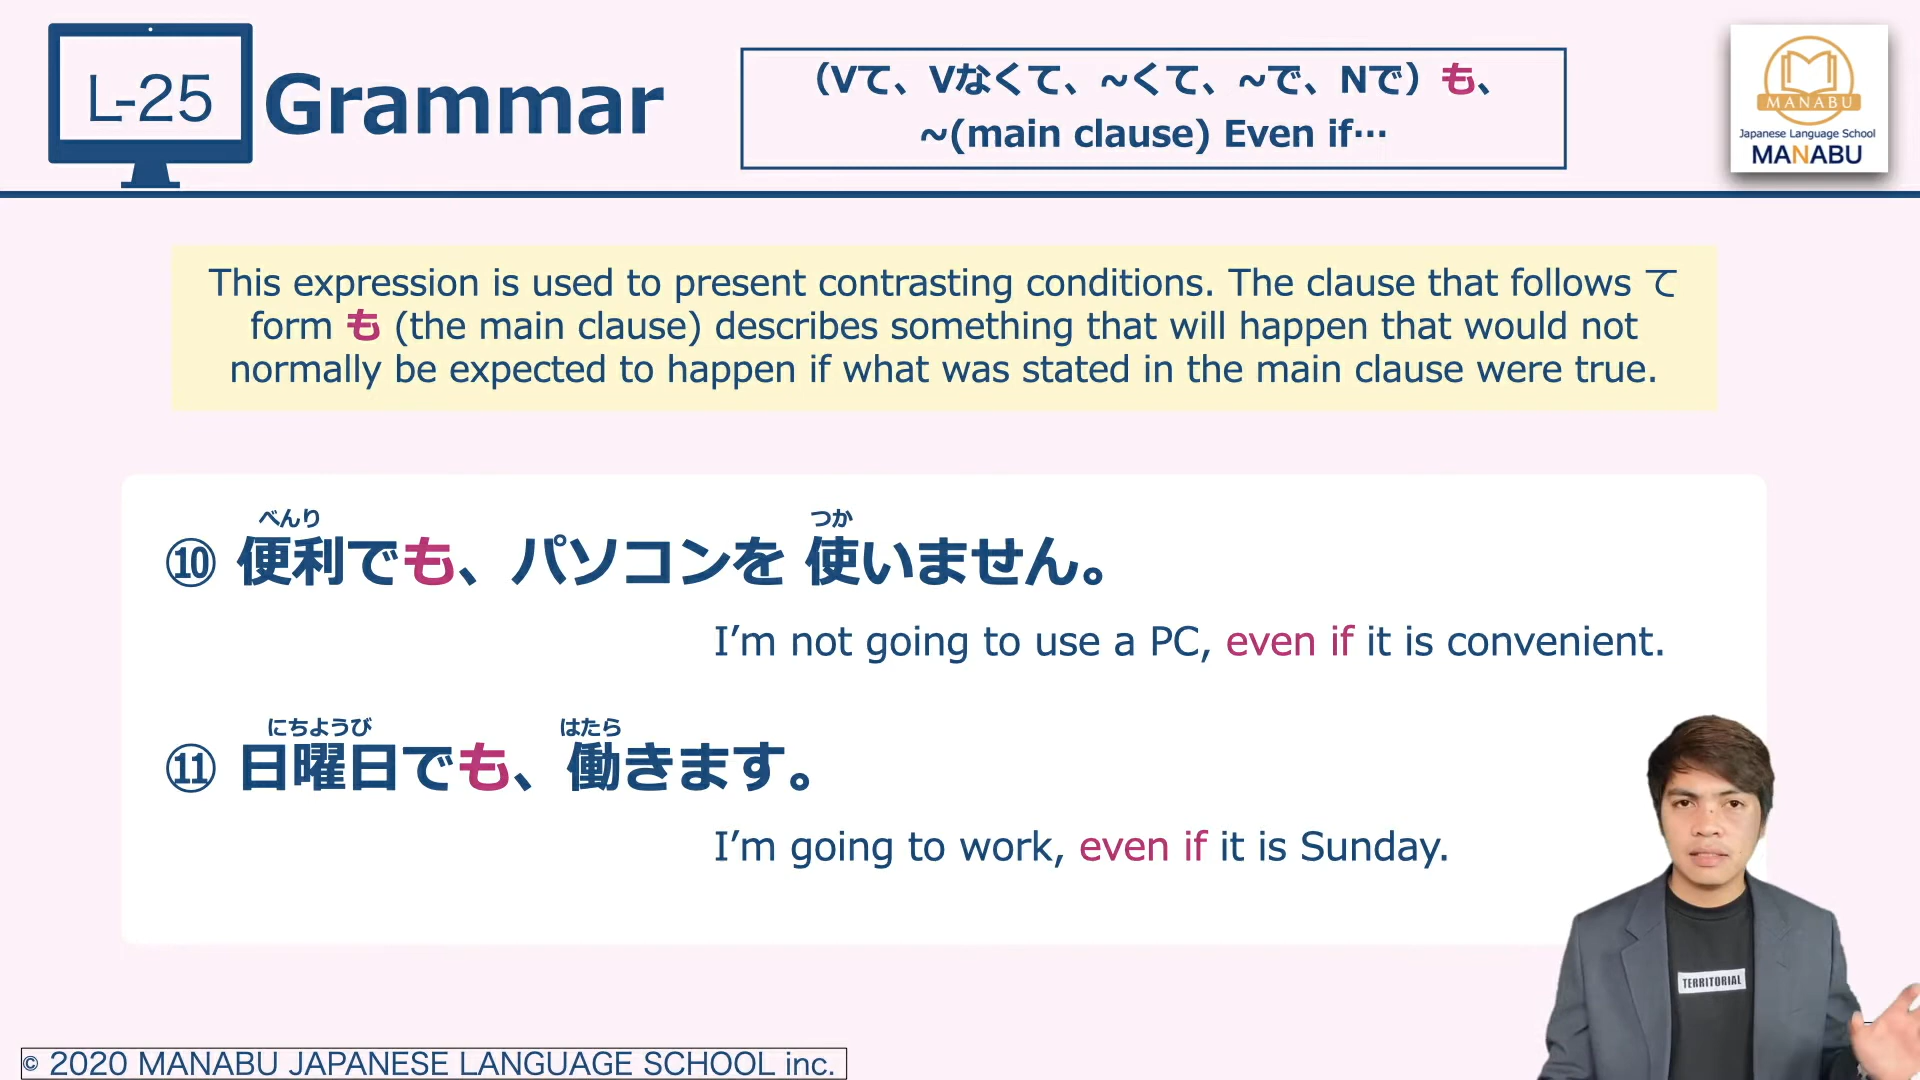 L-25
Grammar
（Vて、Vなくて、~くて、~で、Nで）も、
~(main clause) Even if…
MANABU
Japanese Language School
MANABU
This expression is used to present contrasting conditions. The clause that follows て
form も (the main clause) describes something that will happen that would not
normally be expected to happen if what was stated in the main clause were true.
べんり つか
⑩ 便利でも、パソコンを 使いません。
I’m not going to use a PC, even if it is convenient.
にちようび はたら
⑪ 日曜日でも、働きます。
I’m going to work, even if it is Sunday.
TERRITORIAL
© 2020 MANABU JAPANESE LANGUAGE SCHOOL inc.